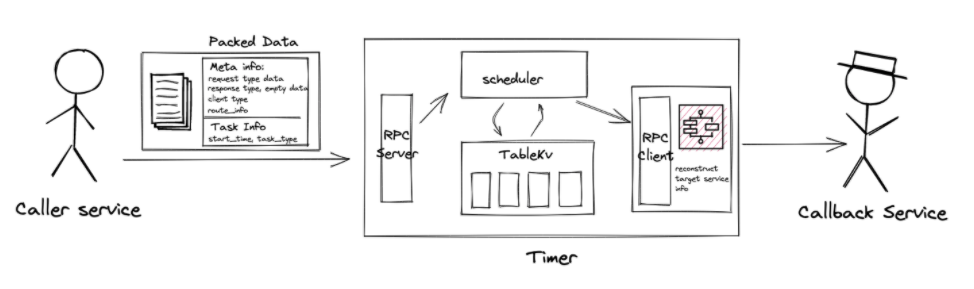 Packed Data
Meta info:
request type data
response type, empty data
client type
route_info
Task Info
start_time, task_type
Caller service
RPC
Server
scheduler
TableKv
RPC
Client
reconstruct
target service
info
Timer
Callback Service